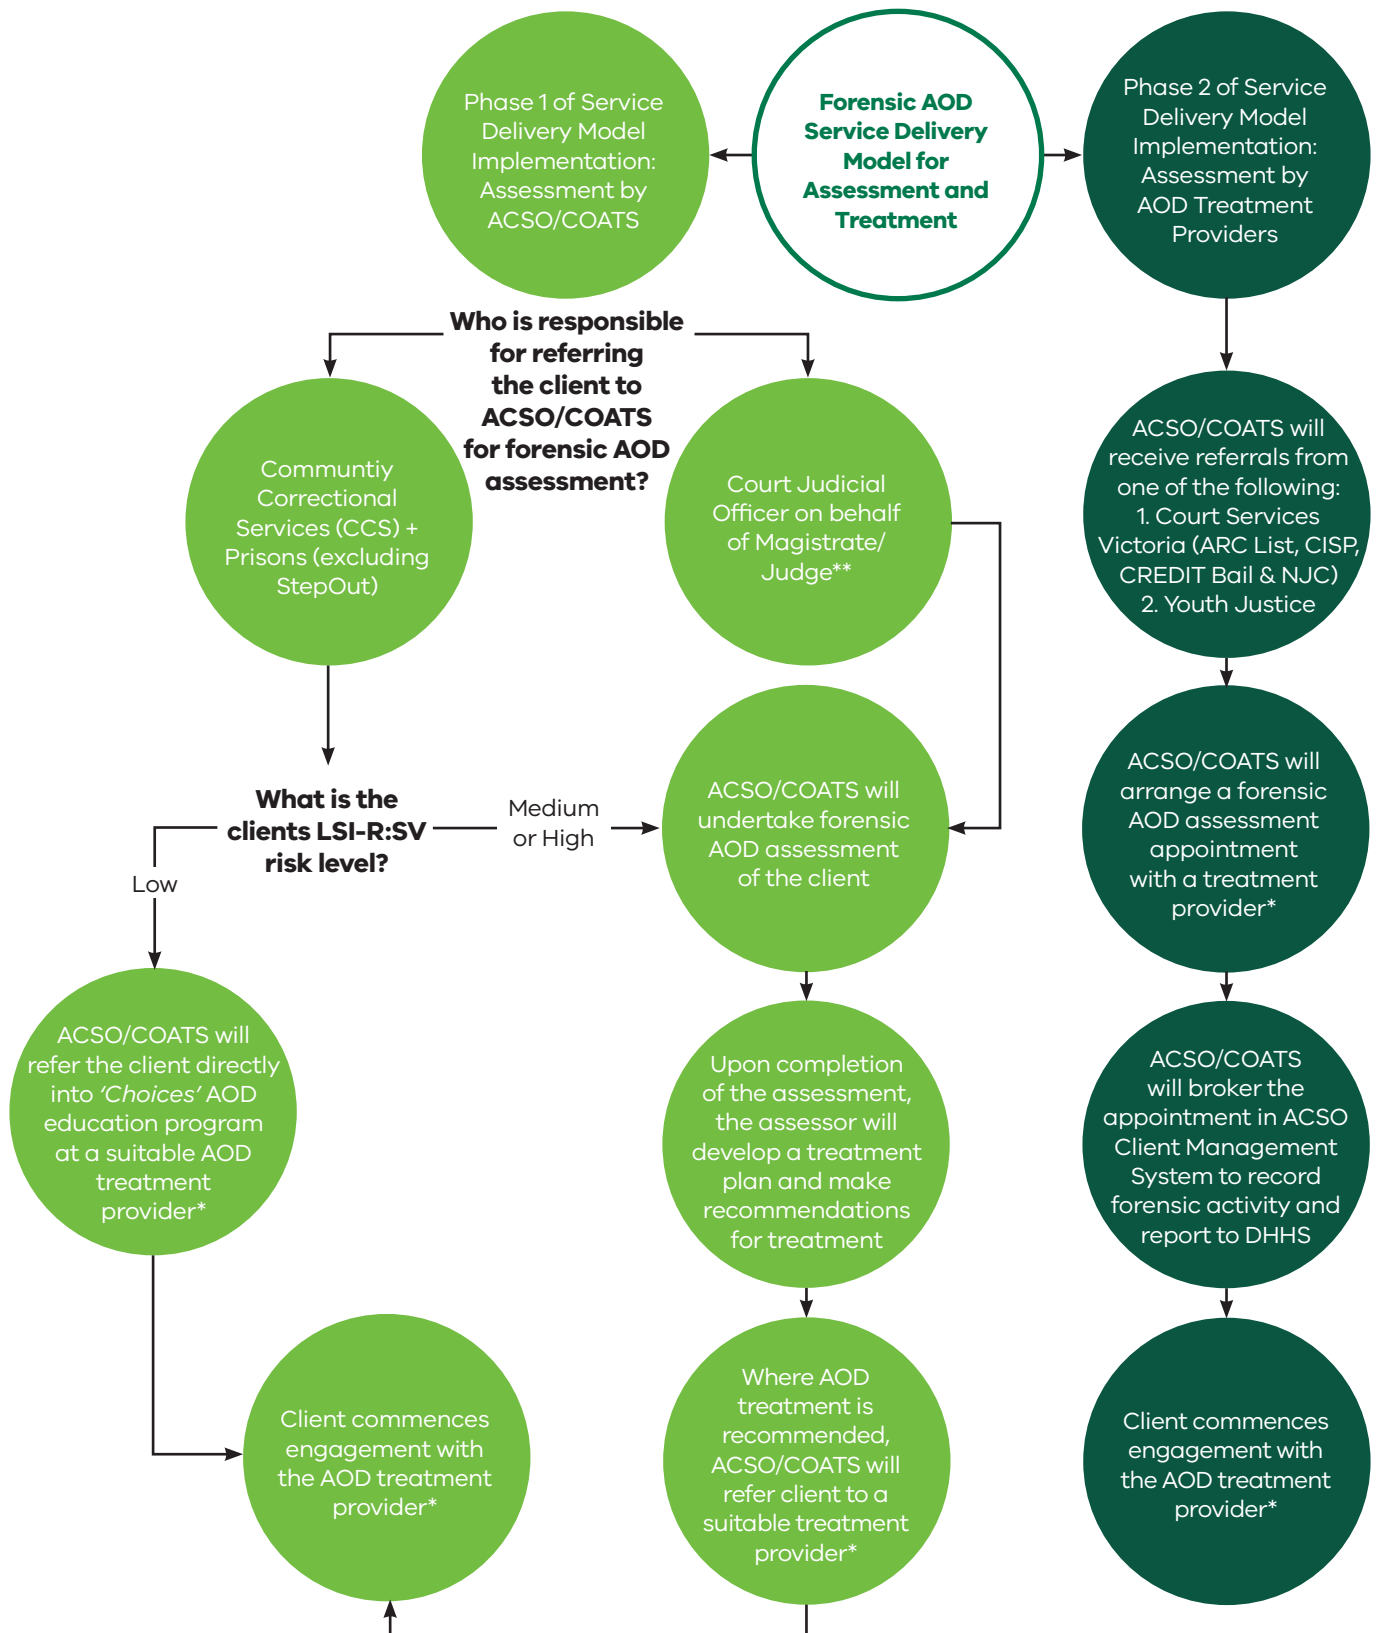 Phase 1 of Service
Delivery Model
Implementation:
Assessment by
ACSO/COATS
Forensic AOD
Service Delivery
Model for
Assessment and
Treatment
Phase 2 of Service
Delivery Model
Implementation:
Assessment by
AOD Treatment
Providers
Who is responsible
for referring
the client to
ACSO/COATS
for forensic AOD
assessment?
Communtiy
Correctional
Services (CCS) +
Prisons (excluding
StepOut)
Court Judicial
Officer on behalf
of Magistrate/
Judge**
ACSO/COATS will
receive referrals from
one of the following:
1. Court Services
Victoria (ARC List, CISP,
CREDIT Bail & NJC)
2. Youth Justice
What is the
clients LSI-R:SV
risk level?
Medium
or High
Low
ACSO/COATS will
undertake forensic
AOD assessment
of the client
ACSO/COATS will
arrange a forensic
AOD assessment
appointment
with a treatment
provider*
ACSO/COATS will
refer the client directly
into ‘Choices’ AOD
education program
at a suitable AOD
treatment
provider*
Upon completion
of the assessment,
the assessor will
develop a treatment
plan and make
recommendations
for treatment
ACSO/COATS
will broker the
appointment in ACSO
Client Management
System to record
forensic activity and
report to DHHS
Client commences
engagement with
the AOD treatment
provider*
Where AOD
treatment is
recommended,
ACSO/COATS will
refer client to a
suitable treatment
provider*
Client commences
engagement with
the AOD treatment
provider*